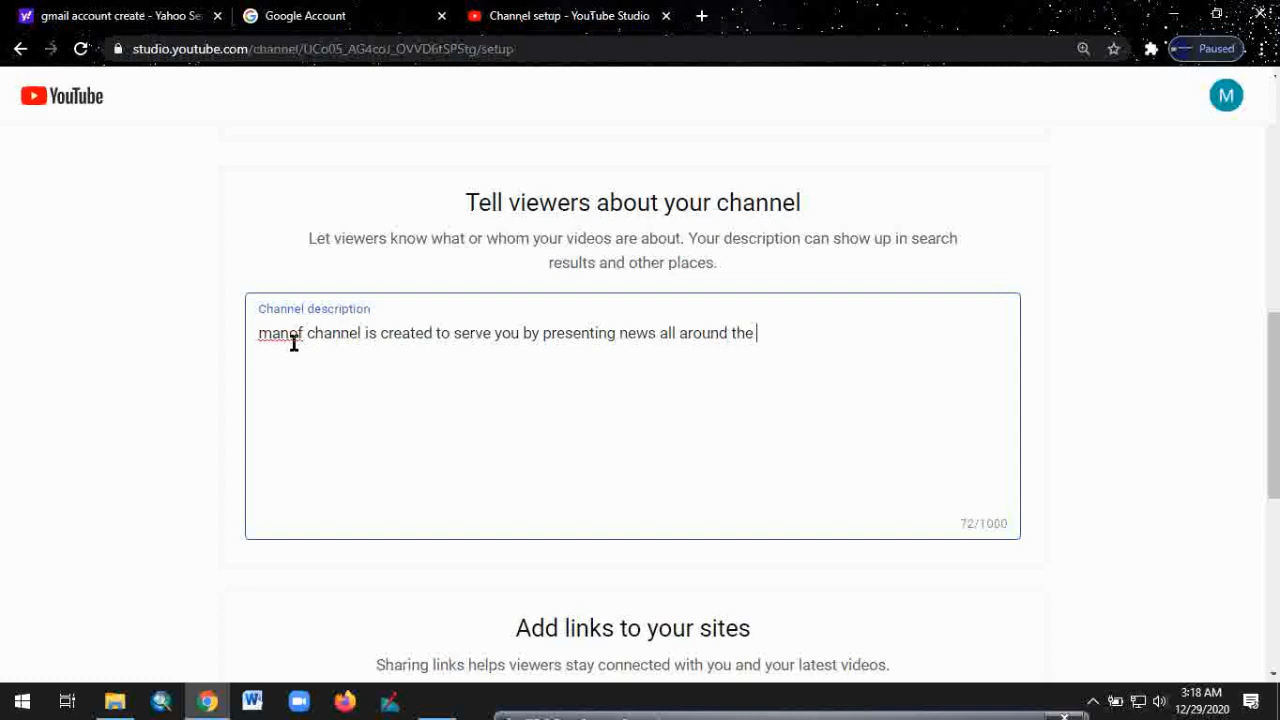 gmail account create - Yahoo Se
Google Account
Channel setup - YouTube Studio
studio.youtube.com/channel/UCo05_AG4coJ_OVVD6tSPStg/setup
Paused
YouTube
M
Tell viewers about your channel
Let viewers know what or whom your videos are about. Your description can show up in search
results and other places.
Channel description
manof channel is created to serve you by presenting news all around the
72/1000
Add links to your sites
Sharing links helps viewers stay connected with you and your latest videos.
3:18 AM
12/29/2020